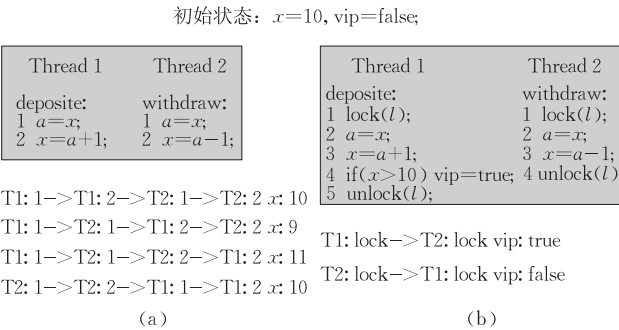 初始状态：x=10, vip=false;
Thread 1 Thread 2
deposite: withdraw:
1 a=x; 1 a=x;
2 x=a+1; 2 x=a-1;
T1: 1->T1: 2->T2: 1->T2: 2 x: 10
T1: 1->T2: 1->T1: 2->T2: 2 x: 9
T1: 1->T2: 1->T2: 2->T1: 2 x: 11
T2: 1->T2: 2->T1: 1->T1: 2 x: 10
(a)
Thread 1 Thread 2
deposite: withdraw:
1 lock(l); 1 lock(l);
2 a=x; 2 a=x;
3 x=a+1; 3 x=a-1;
4 if(x>10) vip=true; 4 unlock(l)
5 unlock(l);
T1: lock->T2: lock vip: true
T2: lock->T1: lock vip: false
(b)